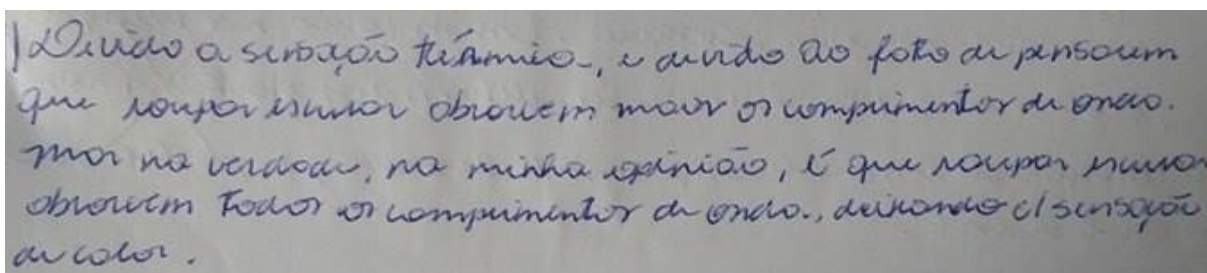 Devido a sensação térmica, e devido ao fato de pensarem
que roupas escuras absorvem mais os comprimentos de onda.
Mas na verdade, na minha opinião, é que roupas escuras
absorvem todos os comprimentos de onda, deixando c/ sensação
de calor.